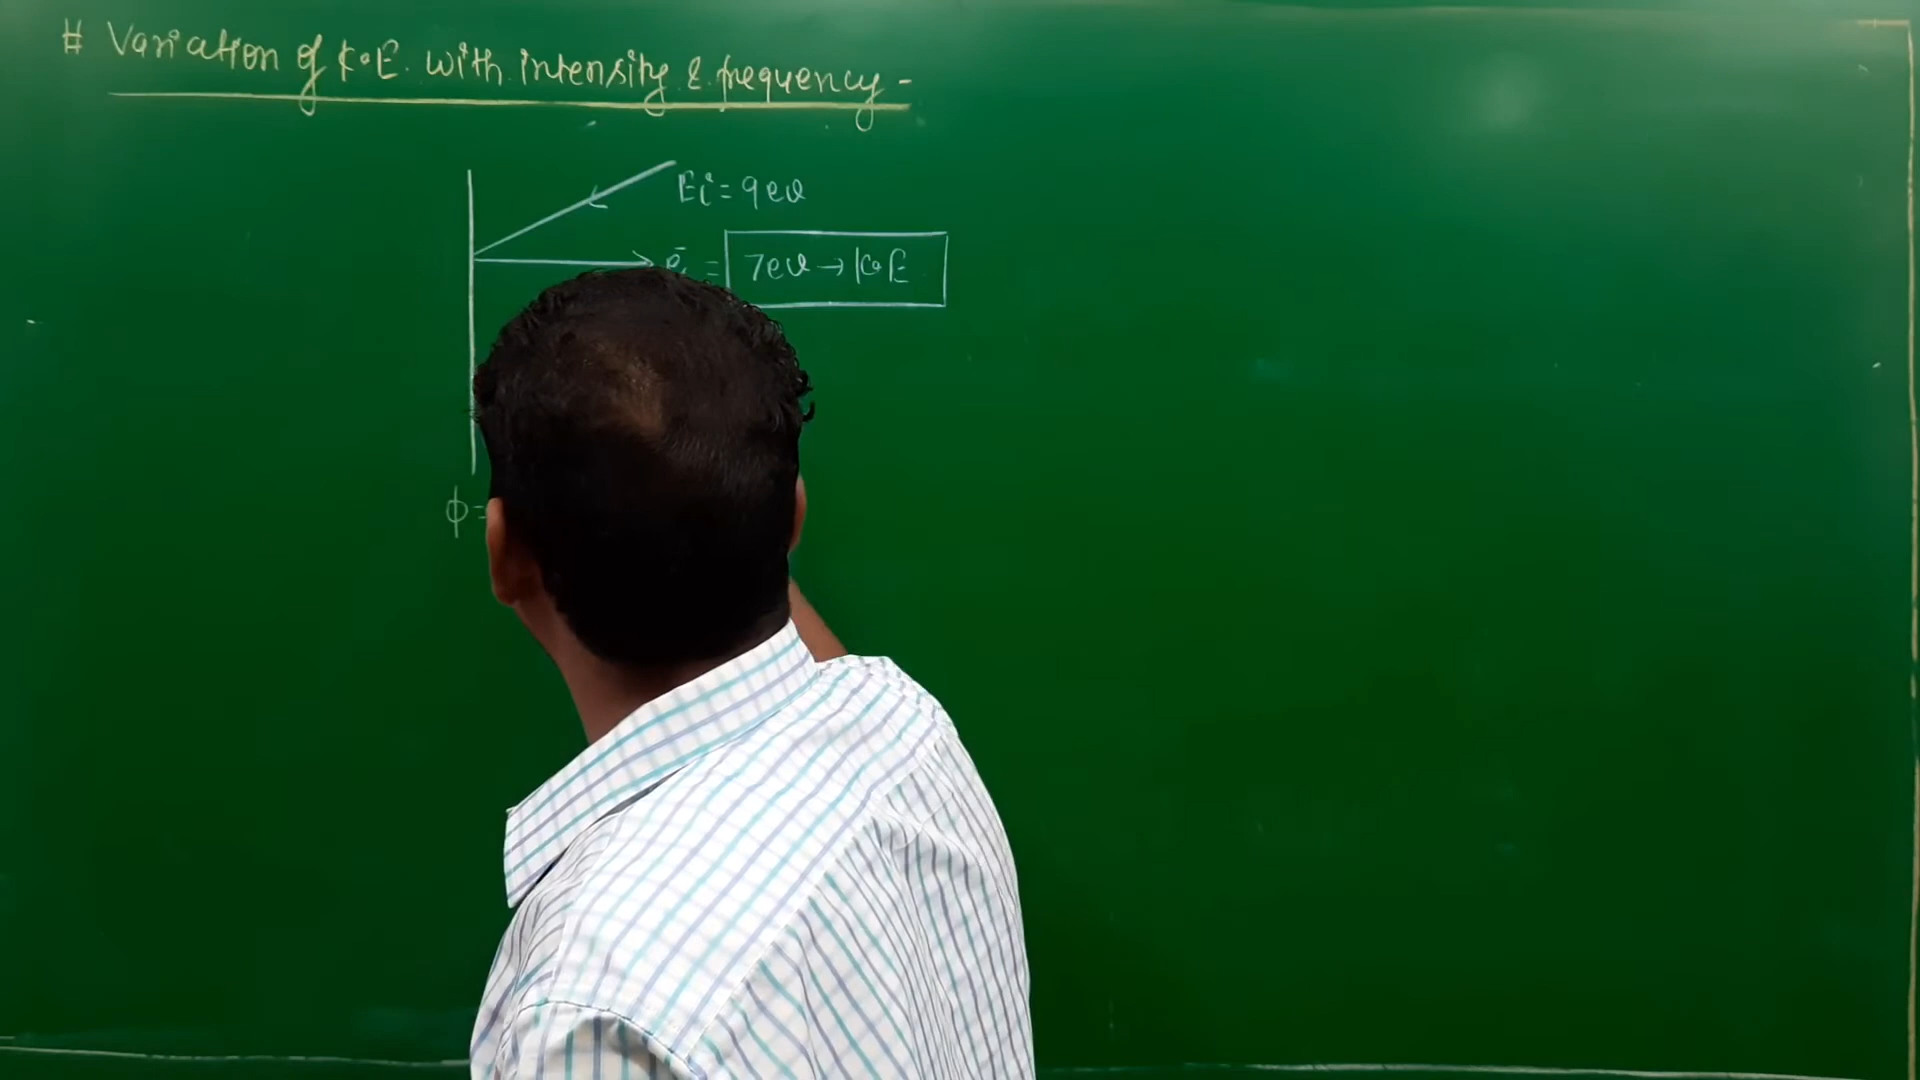 # Variation of K.E. with intensity & frequency -
Ei = 9ev
ē = 7ev → K.E
φ =